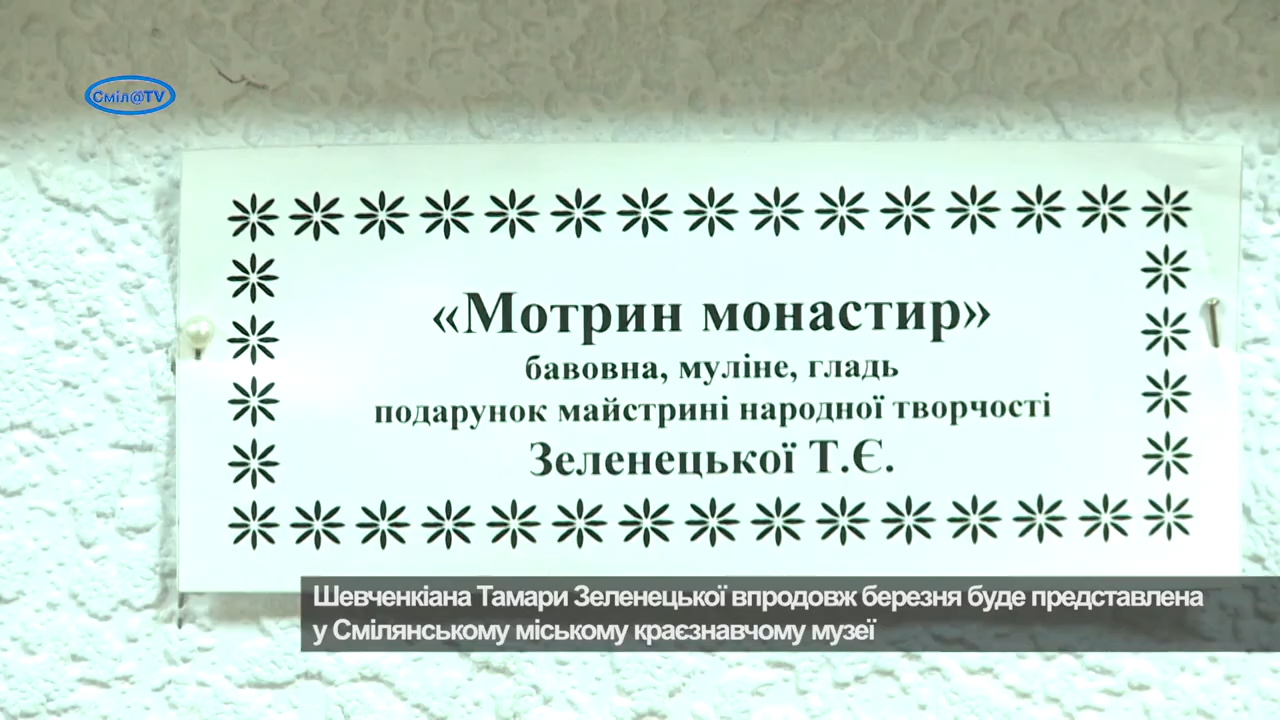 Сміл@TV
«Мотрин монастир»
бавовна, муліне, гладь
подарунок майстрині народної творчості
Зеленецької Т.Є.
Шевченкіана Тамари Зеленецької впродовж березня буде представлена
у Смілянському міському краєзнавчому музеї